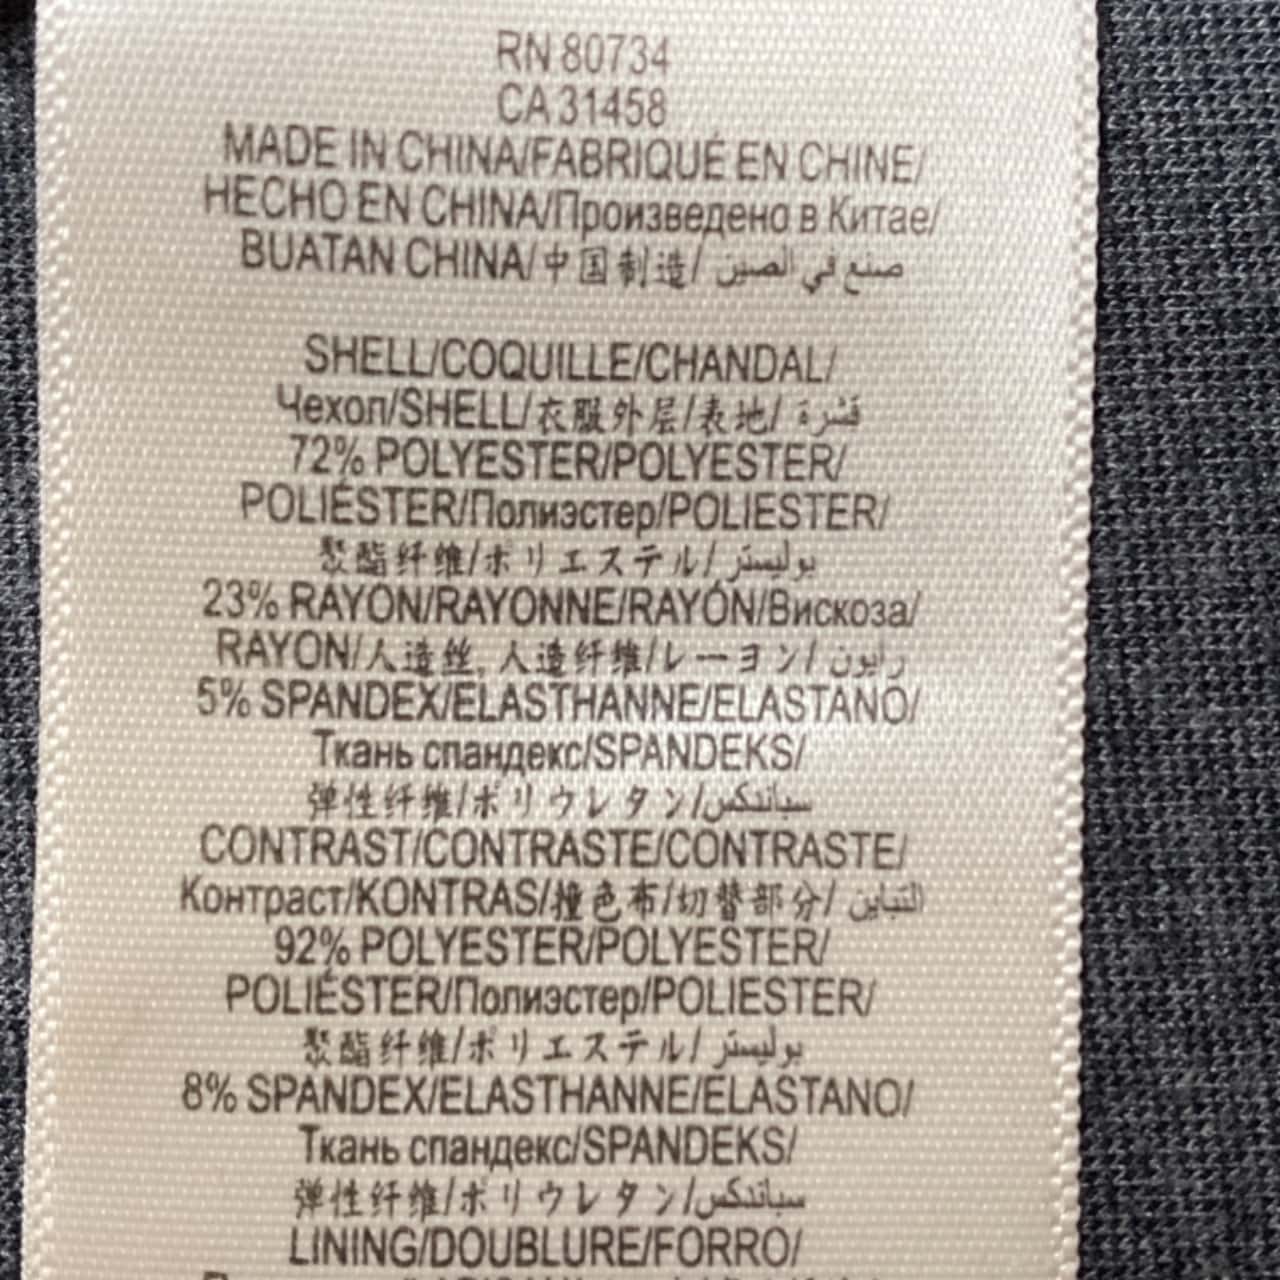 RN 80734
CA 31458
MADE IN CHINA/FABRIQUÉ EN CHINE/
HECHO EN CHINA/Произведено в Китае/
BUATAN CHINA/中国制造/ صنع في الصين
SHELL/COQUILLE/CHANDAL/
Чехол/SHELL/衣服外层/表地/ قشرة
72% POLYESTER/POLYESTER/
POLIÉSTER/Полиэстер/POLIESTER/
聚酯纤维/ポリエステル/بوليستر
23% RAYON/RAYONNE/RAYÓN/Вискоза/
RAYON/人造丝, 人造纤维/レーヨン/ رايون
5% SPANDEX/ELASTHANNE/ELASTANO/
Ткань спандекс/SPANDEKS/
弹性纤维/ポリウレタン/سباندكس
CONTRAST/CONTRASTE/CONTRASTE/
Контраст/KONTRAS/撞色布/切替部分/ التباين
92% POLYESTER/POLYESTER/
POLIÉSTER/Полиэстер/POLIESTER/
聚酯纤维/ポリエステル/بوليستر
8% SPANDEX/ELASTHANNE/ELASTANO/
Ткань спандекс/SPANDEKS/
弹性纤维/ポリウレタン/سباندكس
LINING/DOUBLURE/FORRO/